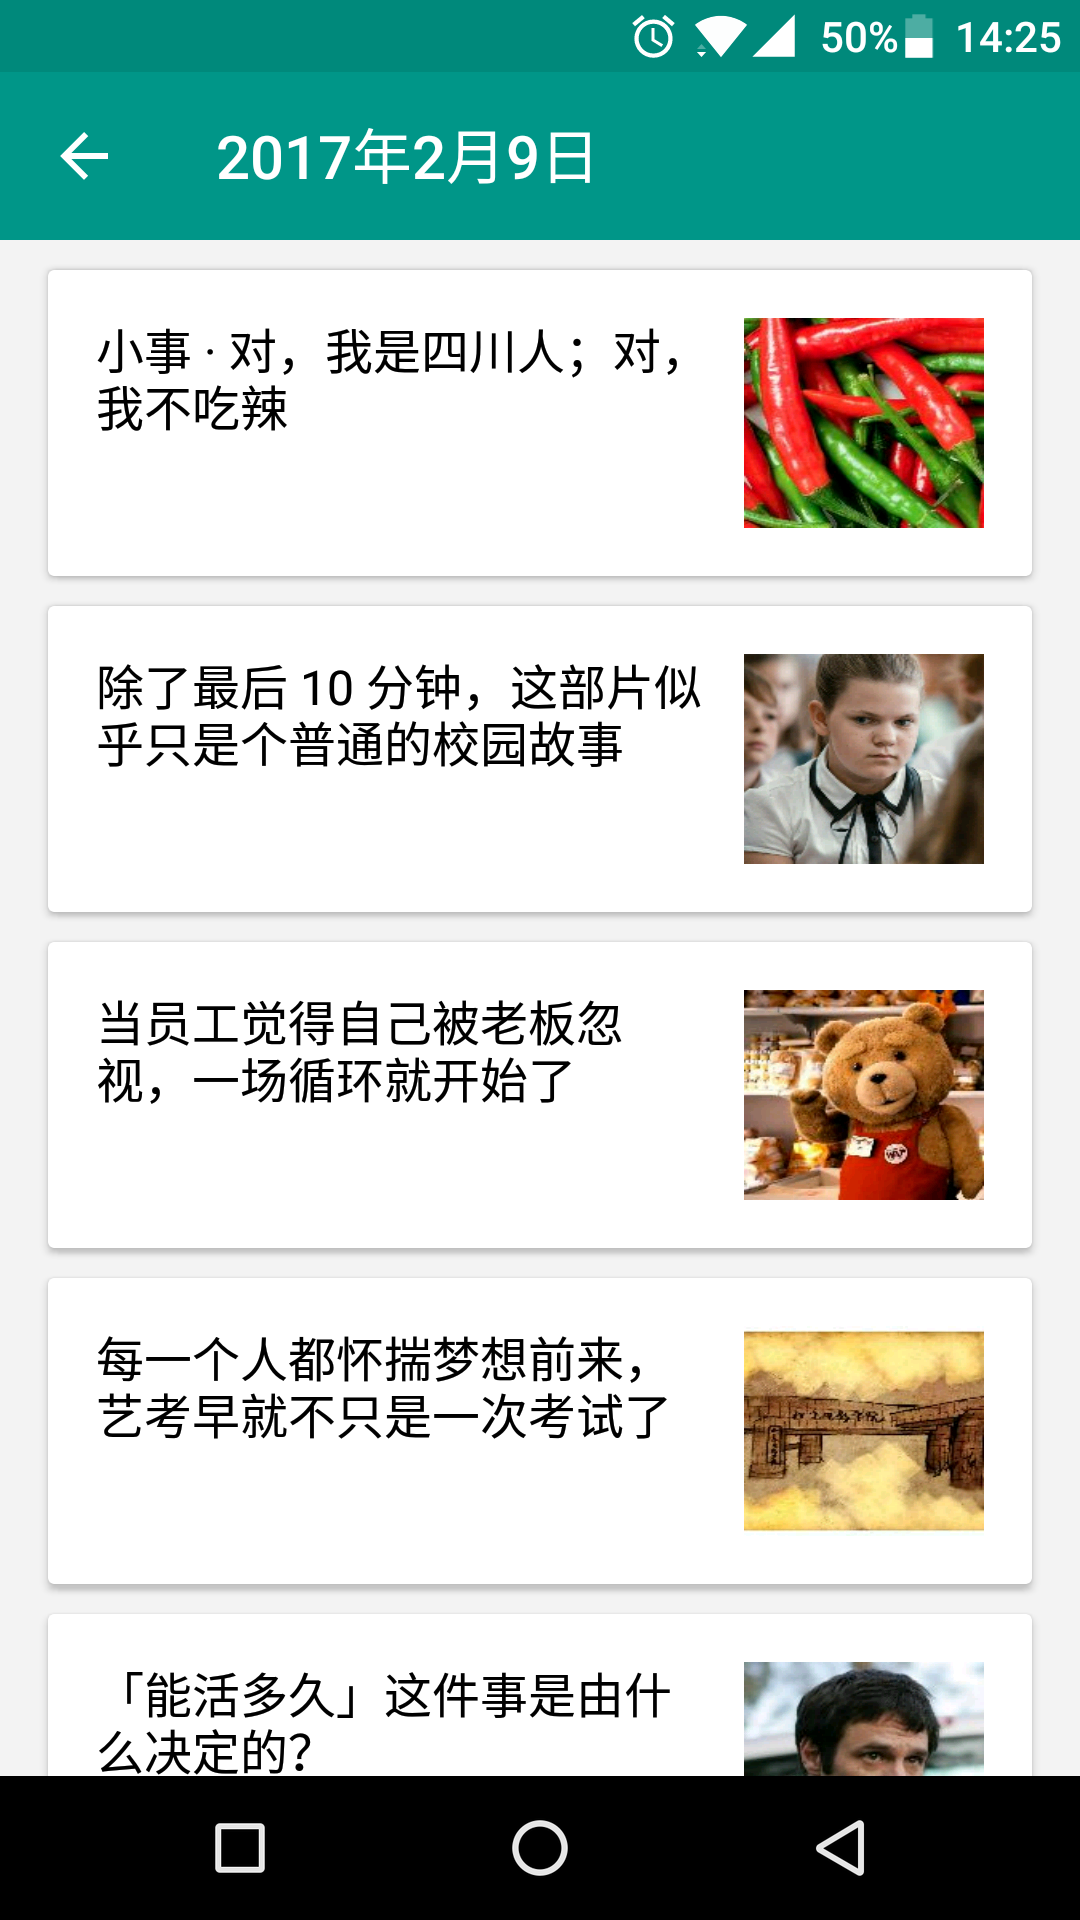 50% 14:25
2017年2月9日
小事 · 对，我是四川人；对，
我不吃辣
除了最后 10 分钟，这部片似
乎只是个普通的校园故事
当员工觉得自己被老板忽
视，一场循环就开始了
每一个人都怀揣梦想前来，
艺考早就不只是一次考试了
「能活多久」这件事是由什
么决定的？